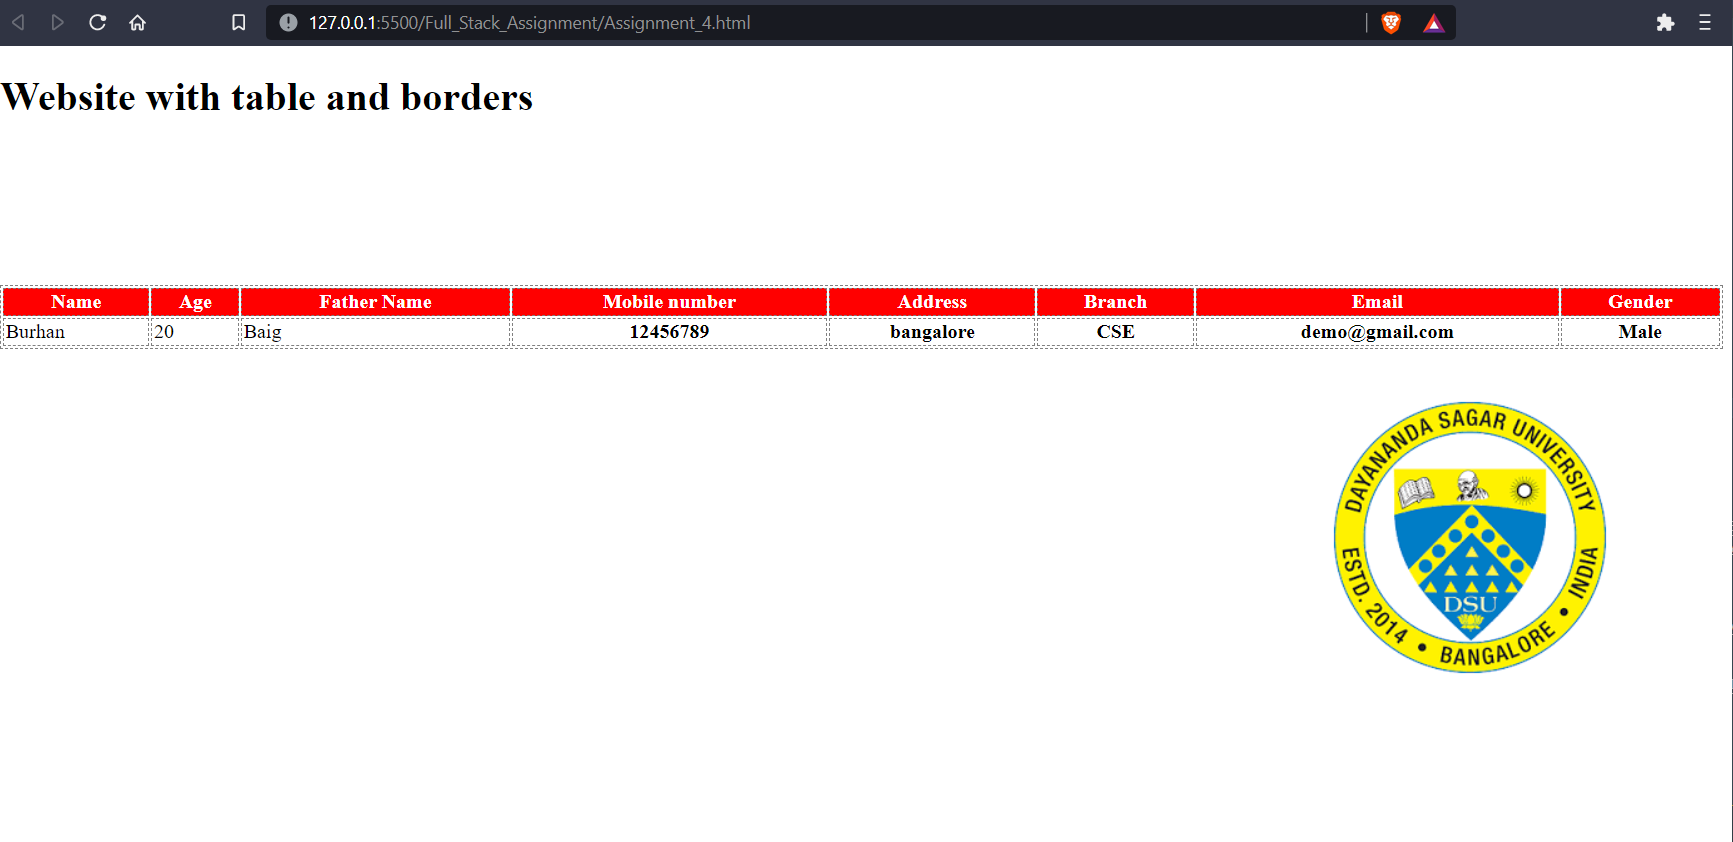 127.0.0.1:5500/Full_Stack_Assignment/Assignment_4.html
Website with table and borders
Name Age Father Name Mobile number Address Branch Email Gender
Burhan 20 Baig 12456789 bangalore CSE demo@gmail.com Male
DAYANANDA SAGAR UNIVERSITY
DSU
ESTD. 2014 • BANGALORE • INDIA